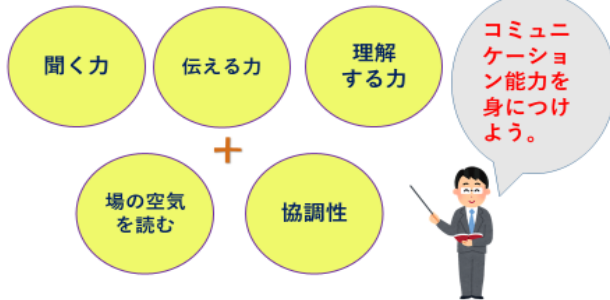 聞く力
伝える力
理解
する力
コミュニ
ケーショ
ン能力を
身につけ
よう。
+
場の空気
を読む
協調性